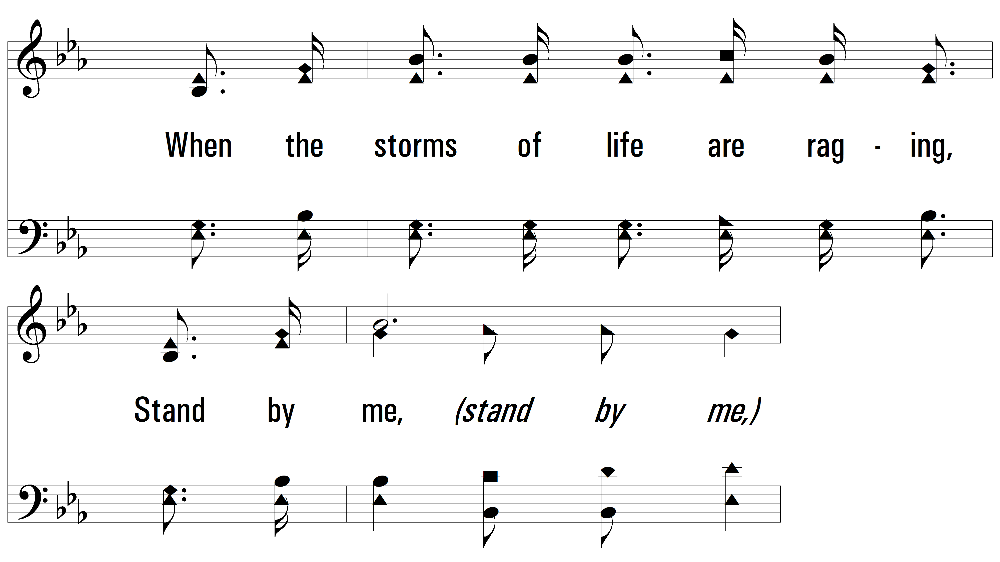 When the storms of life are rag - ing,
Stand by me, (stand by me,)